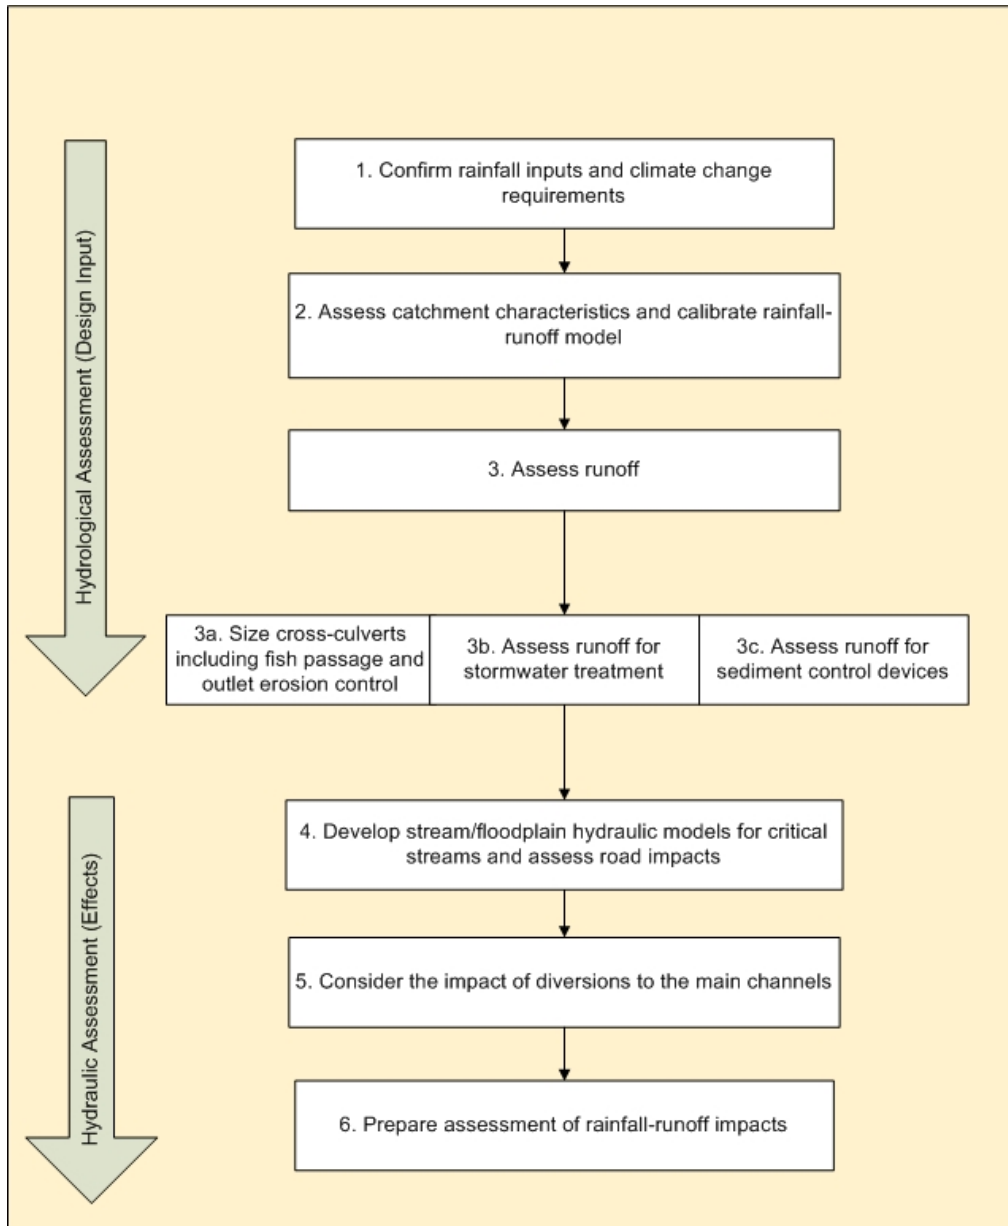 1. Confirm rainfall inputs and climate change
requirements
2. Assess catchment characteristics and calibrate rainfall-
runoff model
3. Assess runoff
Hydrological Assessment (Design Input)
3a. Size cross-culverts
including fish passage and
outlet erosion control
3b. Assess runoff for
stormwater treatment
3c. Assess runoff for
sediment control devices
4. Develop stream/floodplain hydraulic models for critical
streams and assess road impacts
5. Consider the impact of diversions to the main channels
6. Prepare assessment of rainfall-runoff impacts
Hydraulic Assessment (Effects)